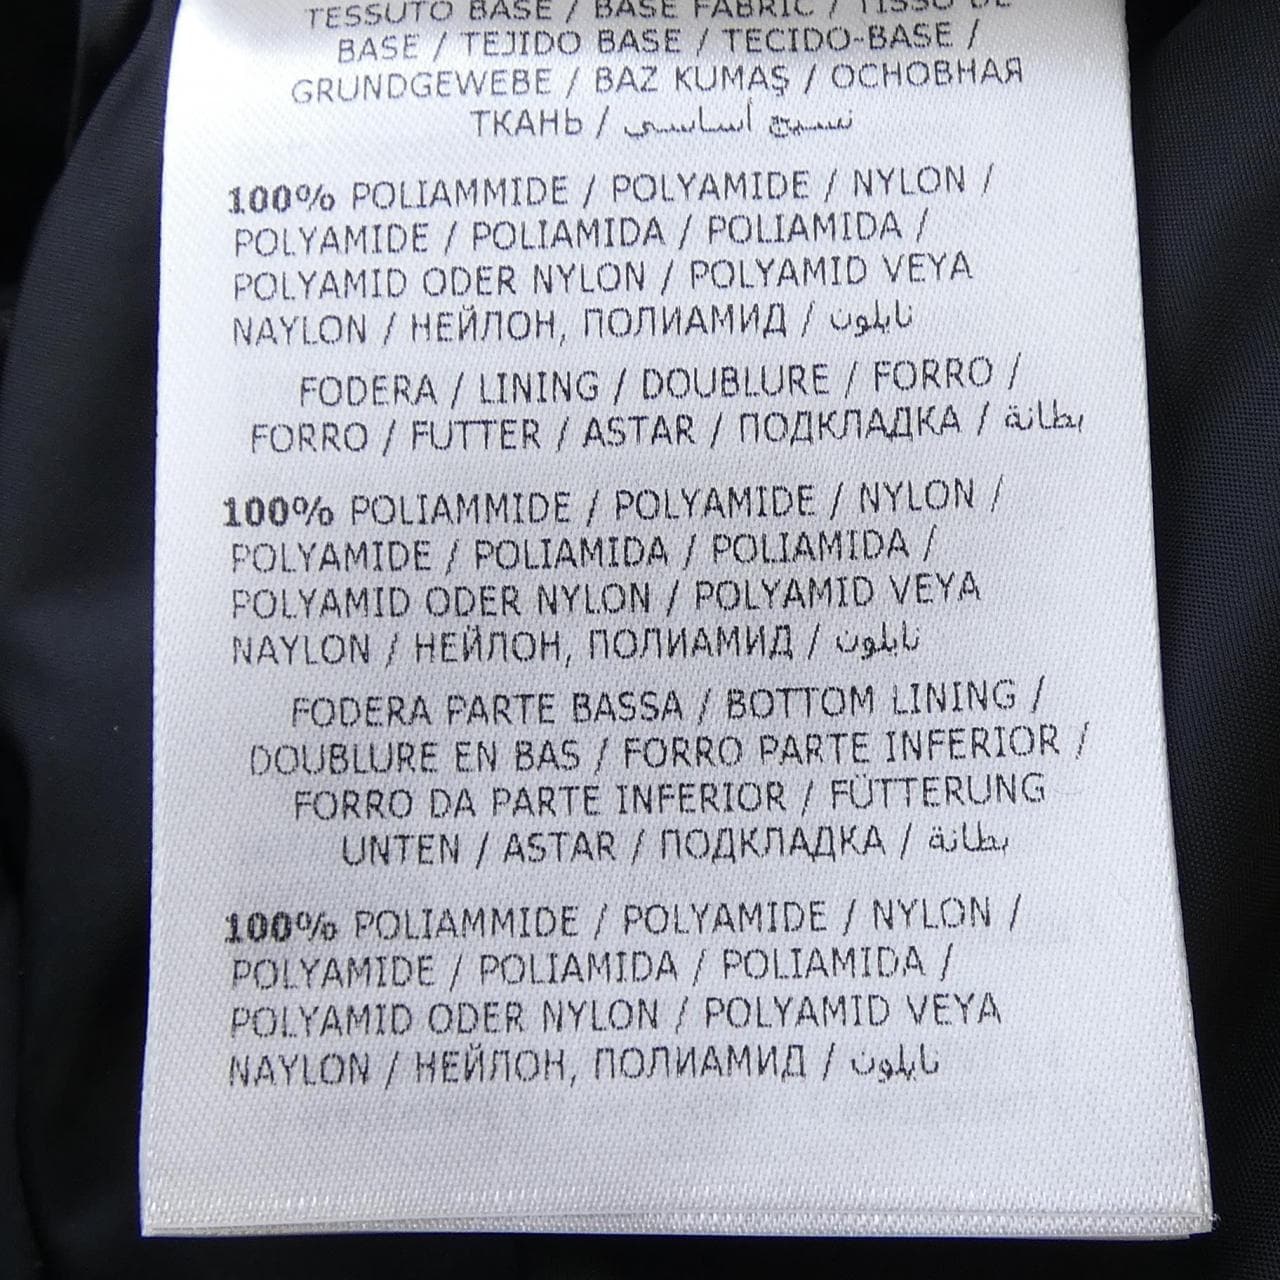 TESSUTO BASE / BASE FABRIC / TISSU DE
BASE / TEJIDO BASE / TECIDO-BASE /
GRUNDGEWEBE / BAZ KUMAŞ / ОСНОВНАЯ
ТКАНЬ / نسيج أساسي
100% POLIAMMIDE / POLYAMIDE / NYLON /
POLYAMIDE / POLIAMIDA / POLIAMIDA /
POLYAMID ODER NYLON / POLYAMID VEYA
NAYLON / НЕЙЛОН, ПОЛИАМИД / نايلون
FODERA / LINING / DOUBLURE / FORRO /
FORRO / FUTTER / ASTAR / ПОДКЛАДКА / بطانة
100% POLIAMMIDE / POLYAMIDE / NYLON /
POLYAMIDE / POLIAMIDA / POLIAMIDA /
POLYAMID ODER NYLON / POLYAMID VEYA
NAYLON / НЕЙЛОН, ПОЛИАМИД / نايلون
FODERA PARTE BASSA / BOTTOM LINING /
DOUBLURE EN BAS / FORRO PARTE INFERIOR /
FORRO DA PARTE INFERIOR / FÜTTERUNG
UNTEN / ASTAR / ПОДКЛАДКА / بطانة
100% POLIAMMIDE / POLYAMIDE / NYLON /
POLYAMIDE / POLIAMIDA / POLIAMIDA /
POLYAMID ODER NYLON / POLYAMID VEYA
NAYLON / НЕЙЛОН, ПОЛИАМИД / نايلون